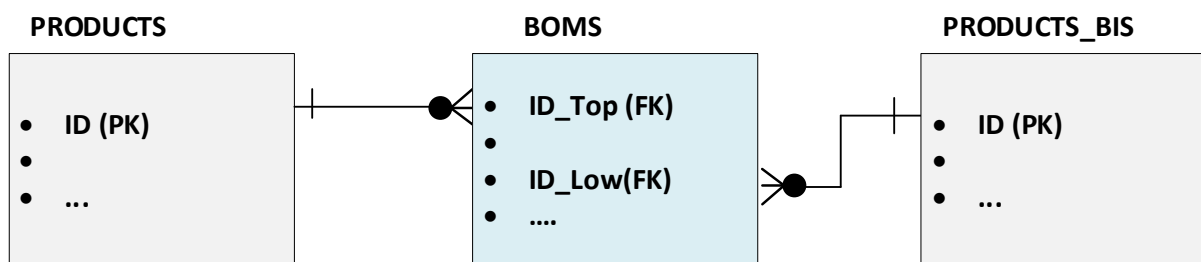 PRODUCTS
• ID (PK)
•
• ...
BOMS
• ID_Top (FK)
•
• ID_Low(FK)
• ....
PRODUCTS_BIS
• ID (PK)
•
• ...